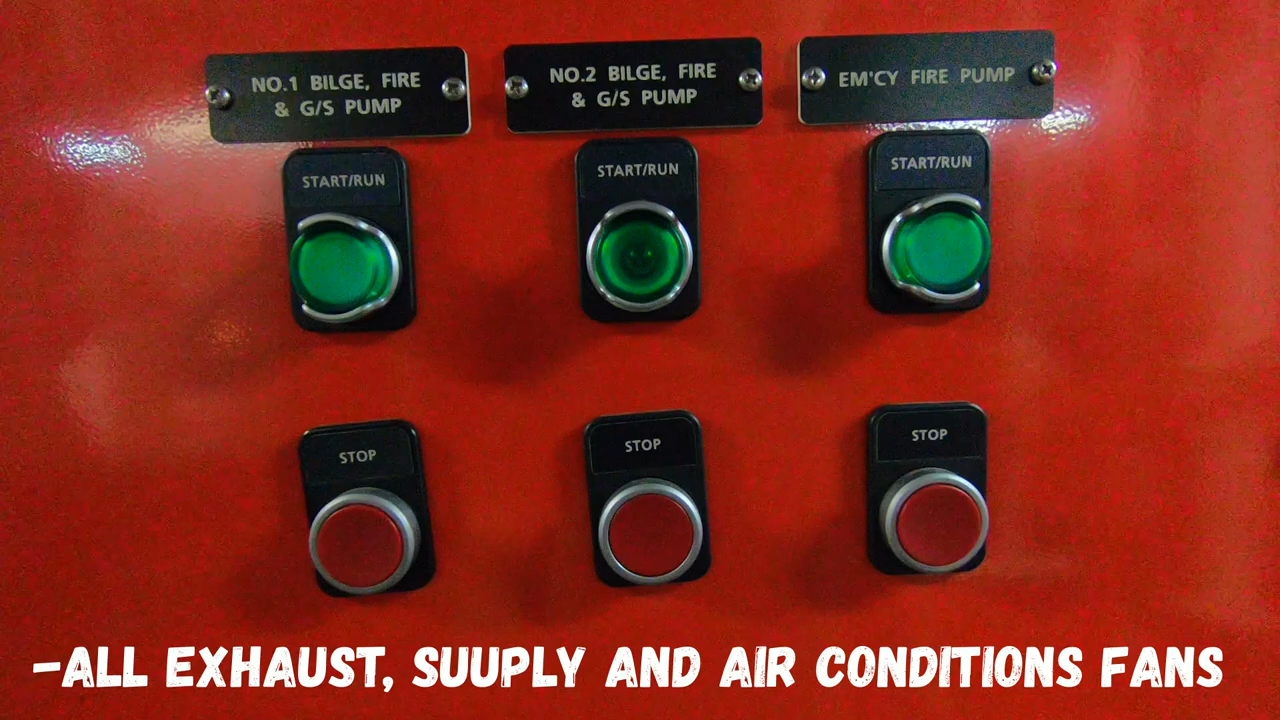 NO.1 BILGE, FIRE
& G/S PUMP
NO.2 BILGE, FIRE
& G/S PUMP
EM'CY FIRE PUMP
START/RUN
START/RUN
START/RUN
STOP
STOP
STOP
-ALL EXHAUST, SUUPLY AND AIR CONDITIONS FANS